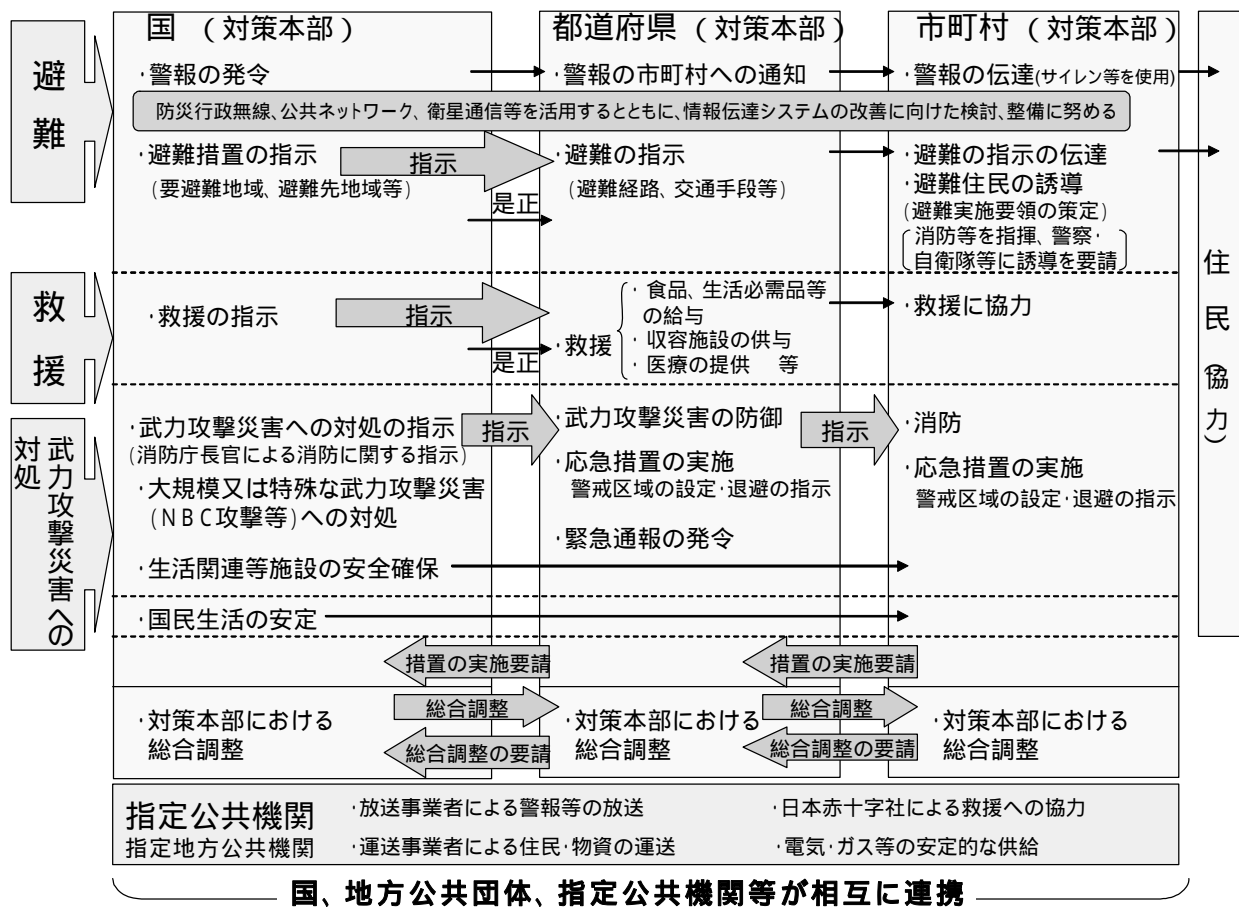 国 (対策本部)
都道府県 (対策本部)
市町村 (対策本部)
避難
・警報の発令
・警報の市町村への通知
・警報の伝達(サイレン等を使用)
防災行政無線、公共ネットワーク、衛星通信等を活用するとともに、情報伝達システムの改善に向けた検討、整備に努める
・避難措置の指示
(要避難地域、避難先地域等)
指示
是正
・避難の指示
(避難経路、交通手段等)
・避難の指示の伝達
・避難住民の誘導
(避難実施要領の策定)
消防等を指揮、警察・
自衛隊等に誘導を要請
住民(協力)
救援
・救援の指示
指示
是正
・救援
・食品、生活必需品等
の給与
・収容施設の供与
・医療の提供 等
・救援に協力
武力攻撃災害への
対処
・武力攻撃災害への対処の指示
(消防庁長官による消防に関する指示)
指示
・武力攻撃災害の防御
指示
・消防
・大規模又は特殊な武力攻撃災害
(NBC攻撃等)への対処
・応急措置の実施
警戒区域の設定・退避の指示
・応急措置の実施
警戒区域の設定・退避の指示
・緊急通報の発令
・生活関連等施設の安全確保
・国民生活の安定
措置の実施要請
措置の実施要請
・対策本部における
総合調整
総合調整
総合調整の要請
・対策本部における
総合調整
総合調整
総合調整の要請
・対策本部における
総合調整
指定公共機関
指定地方公共機関
・放送事業者による警報等の放送
・日本赤十字社による救援への協力
・運送事業者による住民・物資の運送
・電気・ガス等の安定的な供給
国、地方公共団体、指定公共機関等が相互に連携